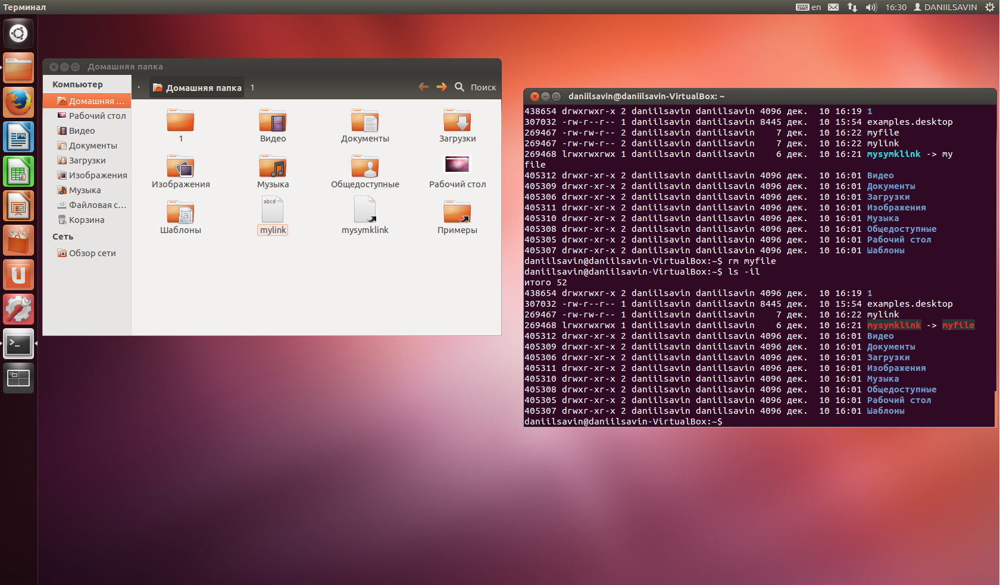 Терминал
en
16:30
DANIILSAVIN
Домашняя папка
Компьютер
Домашняя ...
Рабочий стол
Видео
Документы
Загрузки
Изображения
Музыка
Файловая с...
Корзина
Сеть
Обзор сети
Домашняя папка
1
Поиск
1
Видео
Документы
Загрузки
Изображения
Музыка
Общедоступные
Рабочий стол
Шаблоны
abcd
mylink
mysymklink
Примеры
daniilsavin@daniilsavin-VirtualBox: ~
438654 drwxrwxr-x 2 daniilsavin daniilsavin 4096 дек.  10 16:19 1
307032 -rw-r--r-- 1 daniilsavin daniilsavin 8445 дек.  10 15:54 examples.desktop
269467 -rw-rw-r-- 2 daniilsavin daniilsavin    7 дек.  10 16:22 myfile
269467 -rw-rw-r-- 2 daniilsavin daniilsavin    7 дек.  10 16:22 mylink
269468 lrwxrwxrwx 1 daniilsavin daniilsavin    6 дек.  10 16:21 mysymklink -> my
file
405312 drwxr-xr-x 2 daniilsavin daniilsavin 4096 дек.  10 16:01 Видео
405309 drwxr-xr-x 2 daniilsavin daniilsavin 4096 дек.  10 16:01 Документы
405306 drwxr-xr-x 2 daniilsavin daniilsavin 4096 дек.  10 16:01 Загрузки
405311 drwxr-xr-x 2 daniilsavin daniilsavin 4096 дек.  10 16:01 Изображения
405310 drwxr-xr-x 2 daniilsavin daniilsavin 4096 дек.  10 16:01 Музыка
405308 drwxr-xr-x 2 daniilsavin daniilsavin 4096 дек.  10 16:01 Общедоступные
405305 drwxr-xr-x 2 daniilsavin daniilsavin 4096 дек.  10 16:01 Рабочий стол
405307 drwxr-xr-x 2 daniilsavin daniilsavin 4096 дек.  10 16:01 Шаблоны
daniilsavin@daniilsavin-VirtualBox:~$ rm myfile
daniilsavin@daniilsavin-VirtualBox:~$ ls -il
итого 52
438654 drwxrwxr-x 2 daniilsavin daniilsavin 4096 дек.  10 16:19 1
307032 -rw-r--r-- 1 daniilsavin daniilsavin 8445 дек.  10 15:54 examples.desktop
269467 -rw-rw-r-- 1 daniilsavin daniilsavin    7 дек.  10 16:22 mylink
269468 lrwxrwxrwx 1 daniilsavin daniilsavin    6 дек.  10 16:21 mysymklink -> myfile
405312 drwxr-xr-x 2 daniilsavin daniilsavin 4096 дек.  10 16:01 Видео
405309 drwxr-xr-x 2 daniilsavin daniilsavin 4096 дек.  10 16:01 Документы
405306 drwxr-xr-x 2 daniilsavin daniilsavin 4096 дек.  10 16:01 Загрузки
405311 drwxr-xr-x 2 daniilsavin daniilsavin 4096 дек.  10 16:01 Изображения
405310 drwxr-xr-x 2 daniilsavin daniilsavin 4096 дек.  10 16:01 Музыка
405308 drwxr-xr-x 2 daniilsavin daniilsavin 4096 дек.  10 16:01 Общедоступные
405305 drwxr-xr-x 2 daniilsavin daniilsavin 4096 дек.  10 16:01 Рабочий стол
405307 drwxr-xr-x 2 daniilsavin daniilsavin 4096 дек.  10 16:01 Шаблоны
daniilsavin@daniilsavin-VirtualBox:~$